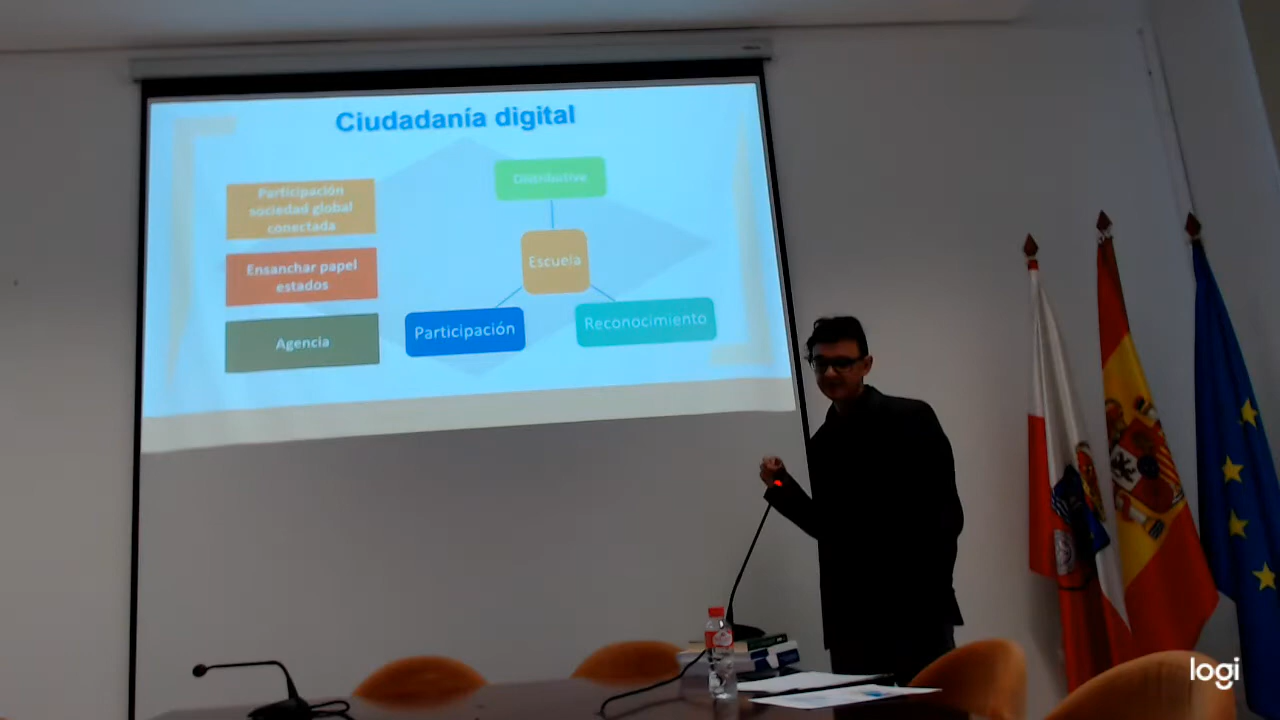 Ciudadanía digital
Participación
sociedad global
conectada
Ensanchar papel
estados
Agencia
Distributiva
Escuela
Participación
Reconocimiento
logi